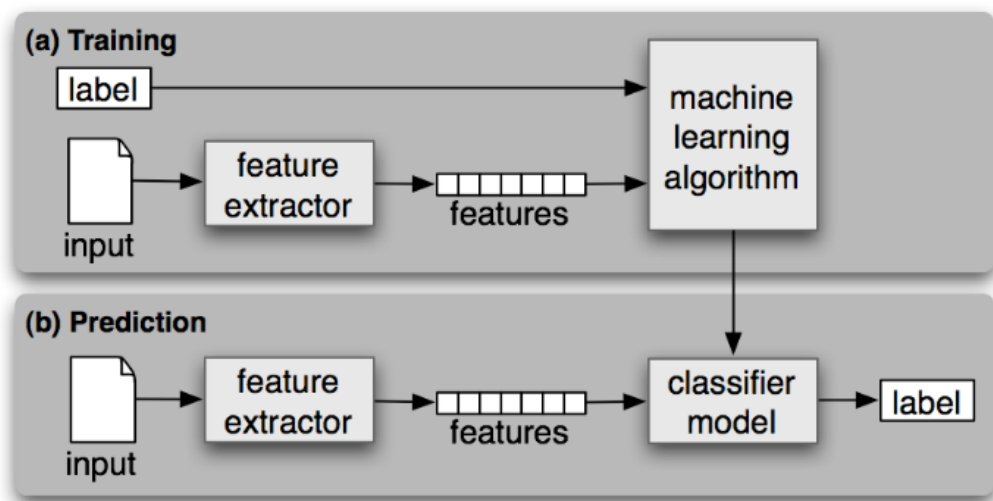 (a) Training
label
machine
learning
algorithm
feature
extractor
features
input
(b) Prediction
feature
extractor
features
classifier
model
label
input